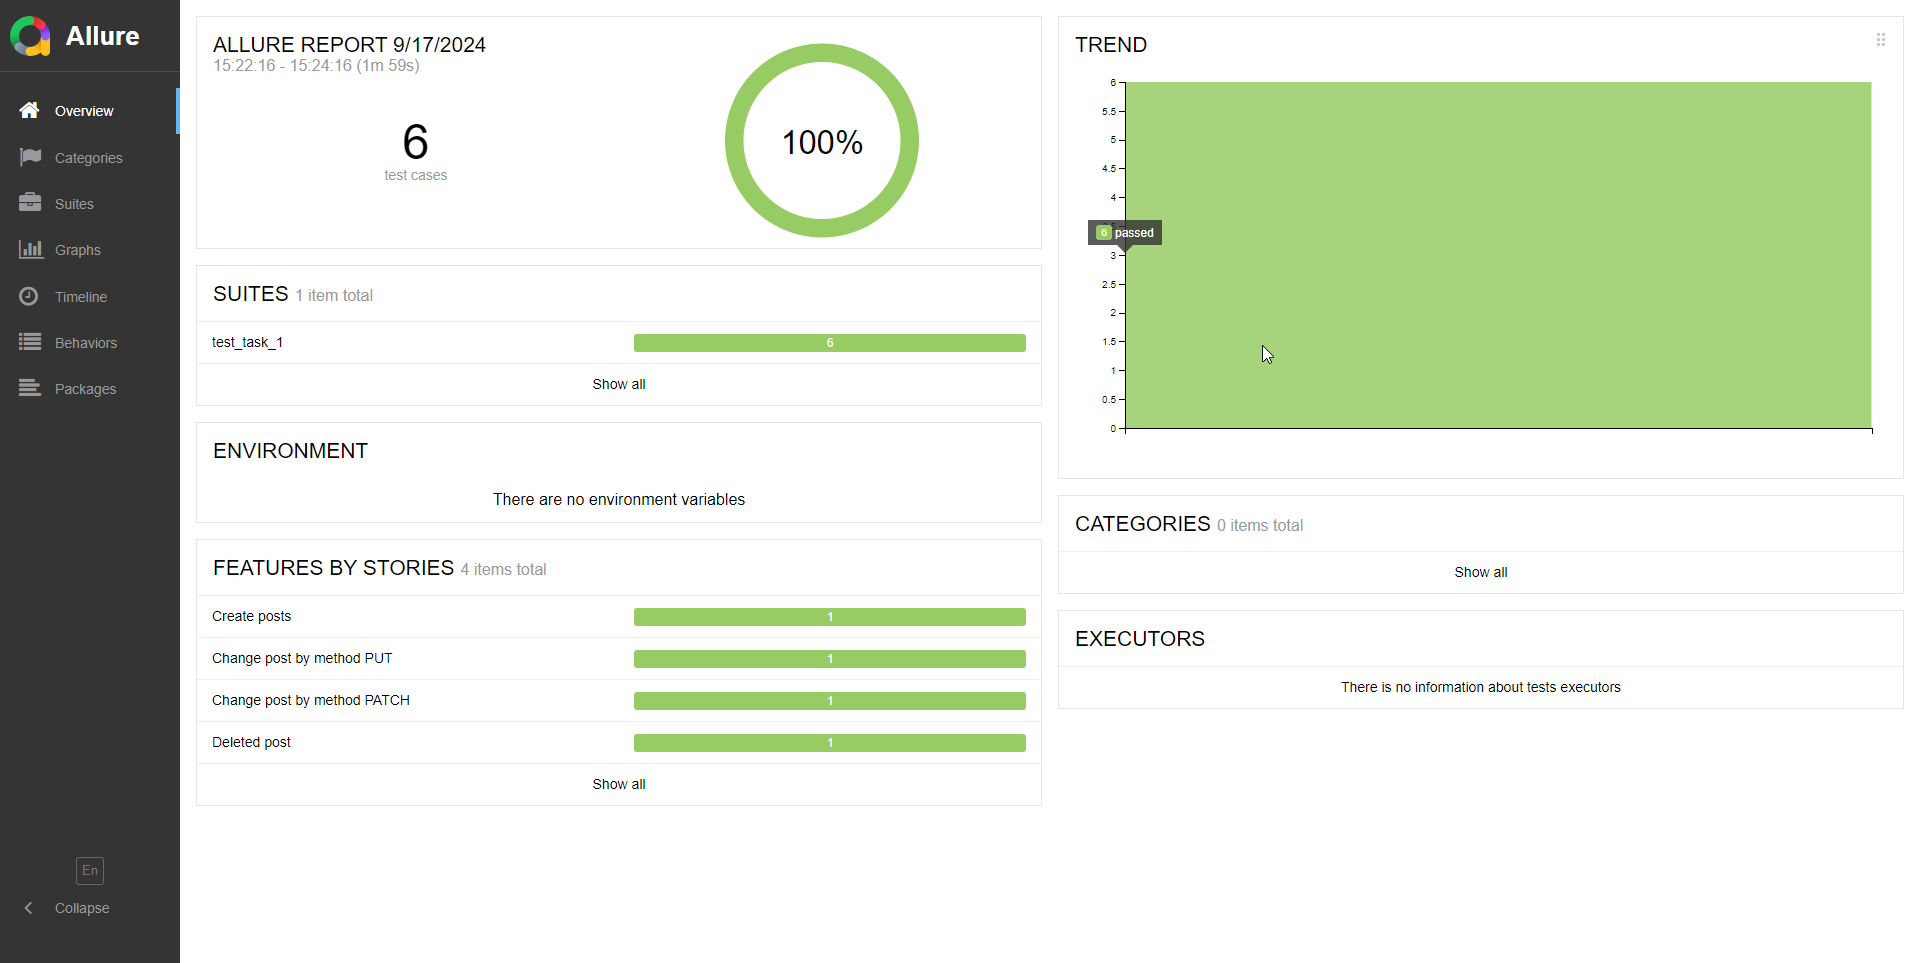 Allure
Overview
Categories
Suites
Graphs
Timeline
Behaviors
Packages
En
Collapse
ALLURE REPORT 9/17/2024
15:22:16 - 15:24:16 (1m 59s)
6
test cases
100%
SUITES 1 item total
test_task_1 6
Show all
ENVIRONMENT
There are no environment variables
FEATURES BY STORIES 4 items total
Create posts 1
Change post by method PUT 1
Change post by method PATCH 1
Deleted post 1
Show all
TREND
6
5.5
5
4.5
4
6 passed
3
2.5
2
1.5
1
0.5
0
CATEGORIES 0 items total
Show all
EXECUTORS
There is no information about tests executors